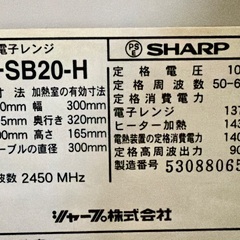 電子レンジ
-SB20-H
PS E SHARP
寸 法 加熱室の有効寸法
0mm 幅 300mm
5mm 奥行 320mm
0mm 高さ 165mm
ーブルの直径 300mm
波数 2450 MHz
定 格 電 圧 10
定 格 周 波 数 50-6
定 格 消 費 電 力
電子レンジ 137
ヒーター加熱 143
電熱装置の定格消費電力 140
定格高周波出力 90
製造番号 53088065
シャープ株式会社